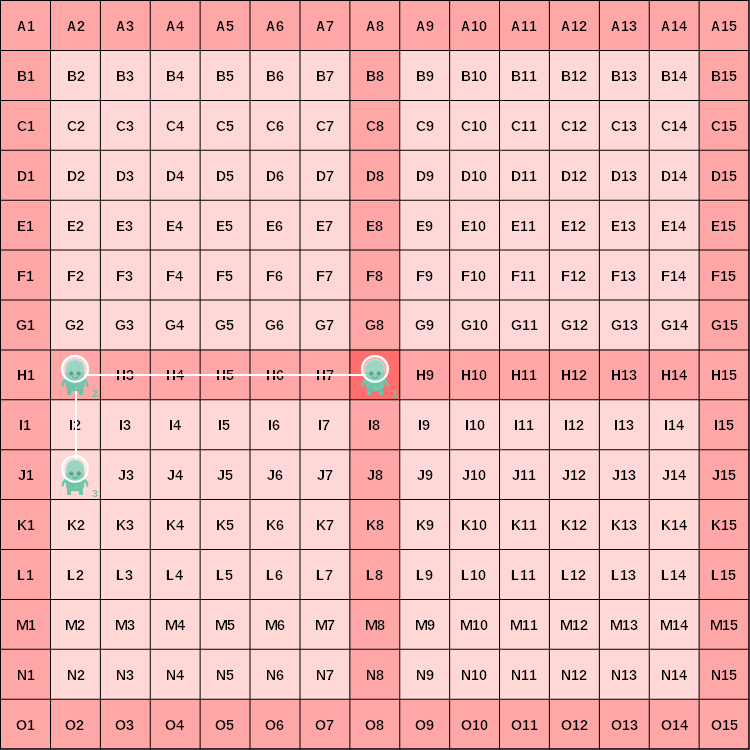 A1 A2 A3 A4 A5 A6 A7 A8 A9 A10 A11 A12 A13 A14 A15
B1 B2 B3 B4 B5 B6 B7 B8 B9 B10 B11 B12 B13 B14 B15
C1 C2 C3 C4 C5 C6 C7 C8 C9 C10 C11 C12 C13 C14 C15
D1 D2 D3 D4 D5 D6 D7 D8 D9 D10 D11 D12 D13 D14 D15
E1 E2 E3 E4 E5 E6 E7 E8 E9 E10 E11 E12 E13 E14 E15
F1 F2 F3 F4 F5 F6 F7 F8 F9 F10 F11 F12 F13 F14 F15
G1 G2 G3 G4 G5 G6 G7 G8 G9 G10 G11 G12 G13 G14 G15
H1 2 H3 H4 H5 H6 H7 1 H9 H10 H11 H12 H13 H14 H15
I1 I2 I3 I4 I5 I6 I7 I8 I9 I10 I11 I12 I13 I14 I15
J1 3 J3 J4 J5 J6 J7 J8 J9 J10 J11 J12 J13 J14 J15
K1 K2 K3 K4 K5 K6 K7 K8 K9 K10 K11 K12 K13 K14 K15
L1 L2 L3 L4 L5 L6 L7 L8 L9 L10 L11 L12 L13 L14 L15
M1 M2 M3 M4 M5 M6 M7 M8 M9 M10 M11 M12 M13 M14 M15
N1 N2 N3 N4 N5 N6 N7 N8 N9 N10 N11 N12 N13 N14 N15
O1 O2 O3 O4 O5 O6 O7 O8 O9 O10 O11 O12 O13 O14 O15